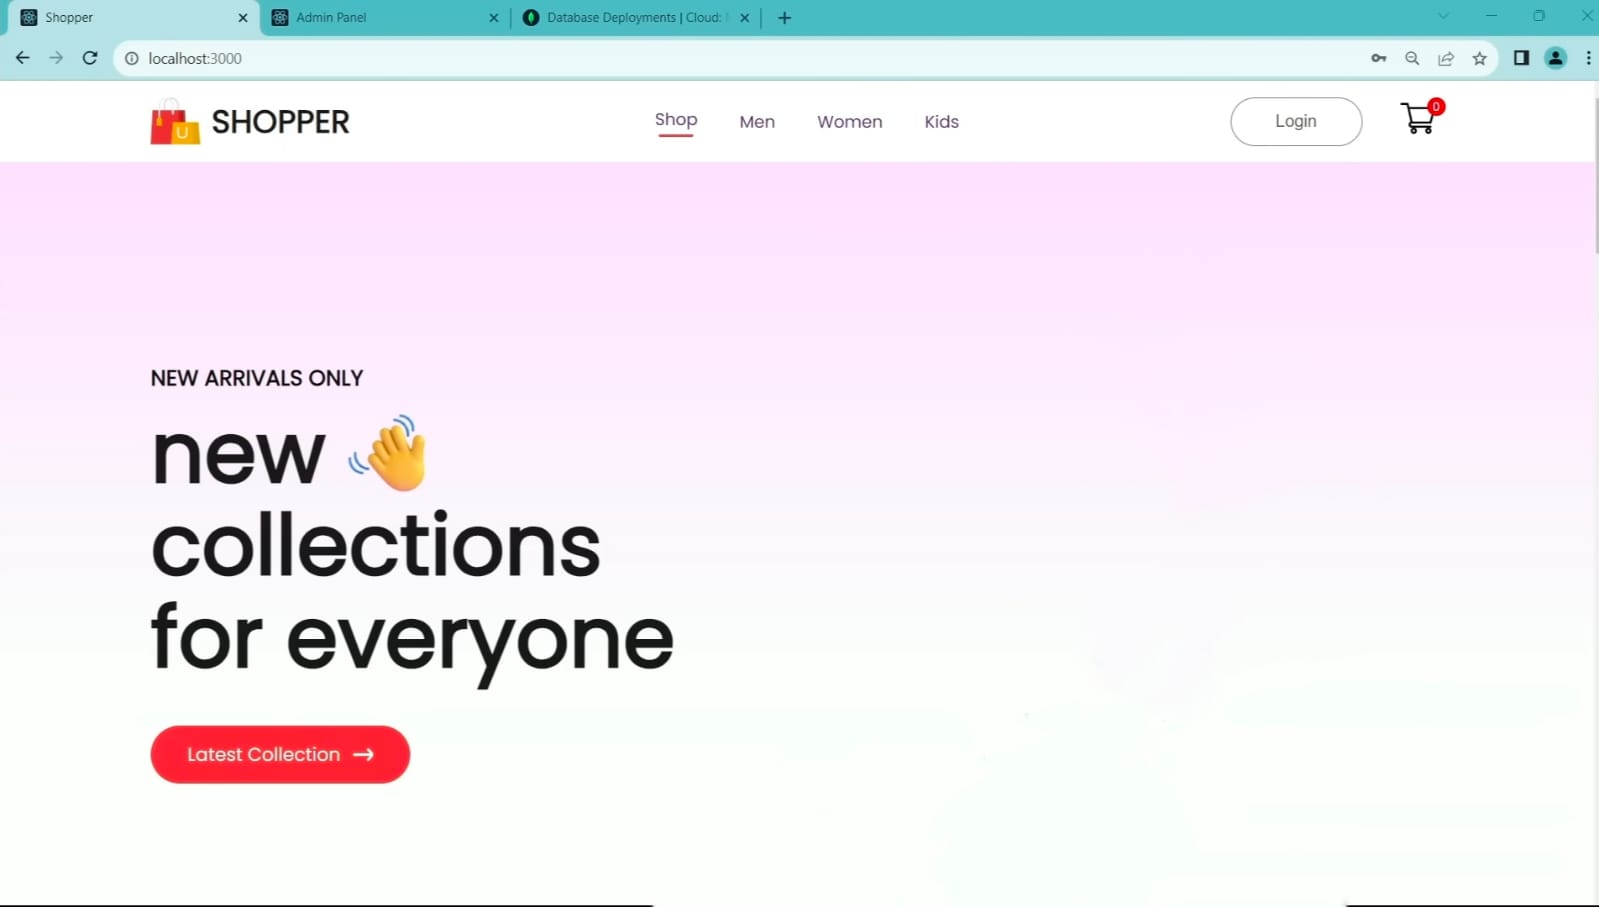 Shopper
Admin Panel
Database Deployments | Cloud:
localhost:3000
U
SHOPPER
Shop
Men
Women
Kids
Login
0
NEW ARRIVALS ONLY
new
collections
for everyone
Latest Collection →